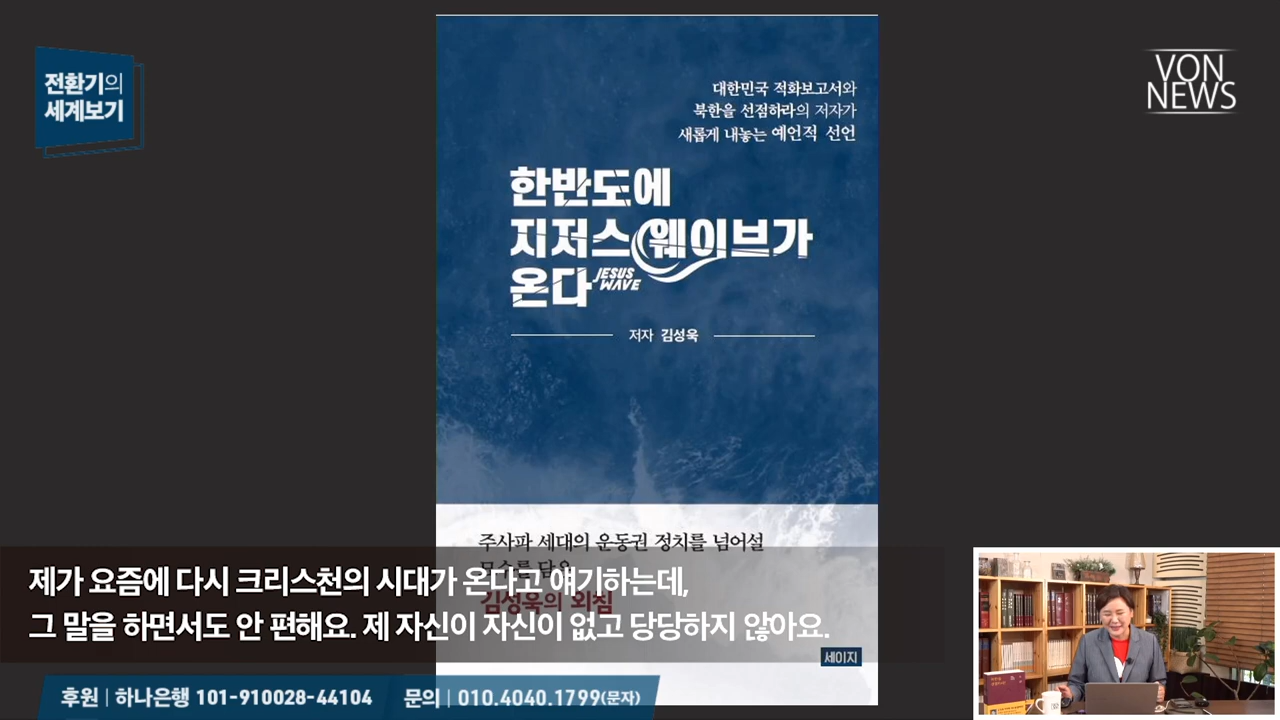 전환기의
세계보기
VON
NEWS
대한민국 적화보고서와
북한을 선점하라의 저자가
새롭게 내놓는 예언적 선언
한반도에
지저스 웨이브가
온다 JESUS WAVE
저자 김성욱
주사파 세대의 운동권 정치를 넘어설
김성욱의 외침
제가 요즘에 다시 크리스천의 시대가 온다고 얘기하는데,
그 말을 하면서도 안 편해요. 제 자신이 자신이 없고 당당하지 않아요.
세이지
후원 | 하나은행 101-910028-44104 문의 | 010.4040.1799(문자)